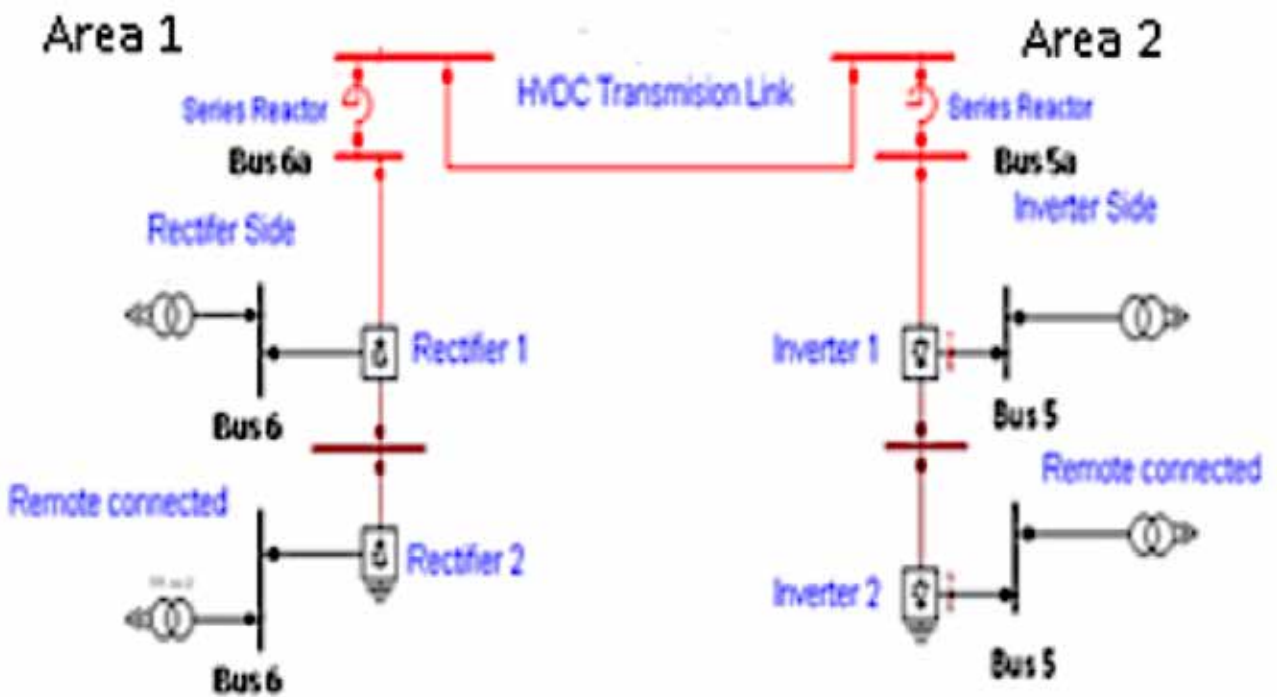 Area 1
Area 2
HVDC Transmision Link
Series Reactor
Series Reactor
Bus 6a
Bus 5a
Rectifer Side
Inverter Side
Rectifier 1
Inverter 1
Bus 6
Bus 5
Remote connected
Remote connected
Rectifier 2
Inverter 2
Bus 6
Bus 5